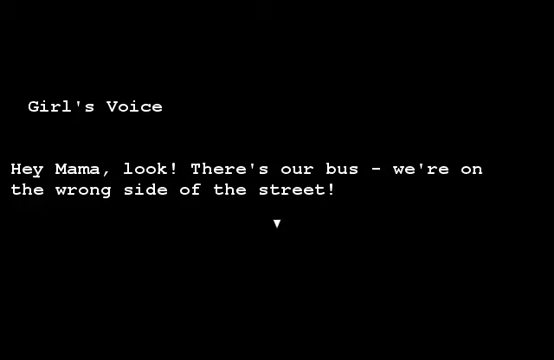 Girl's Voice
Hey Mama, look! There's our bus - we're on
the wrong side of the street!